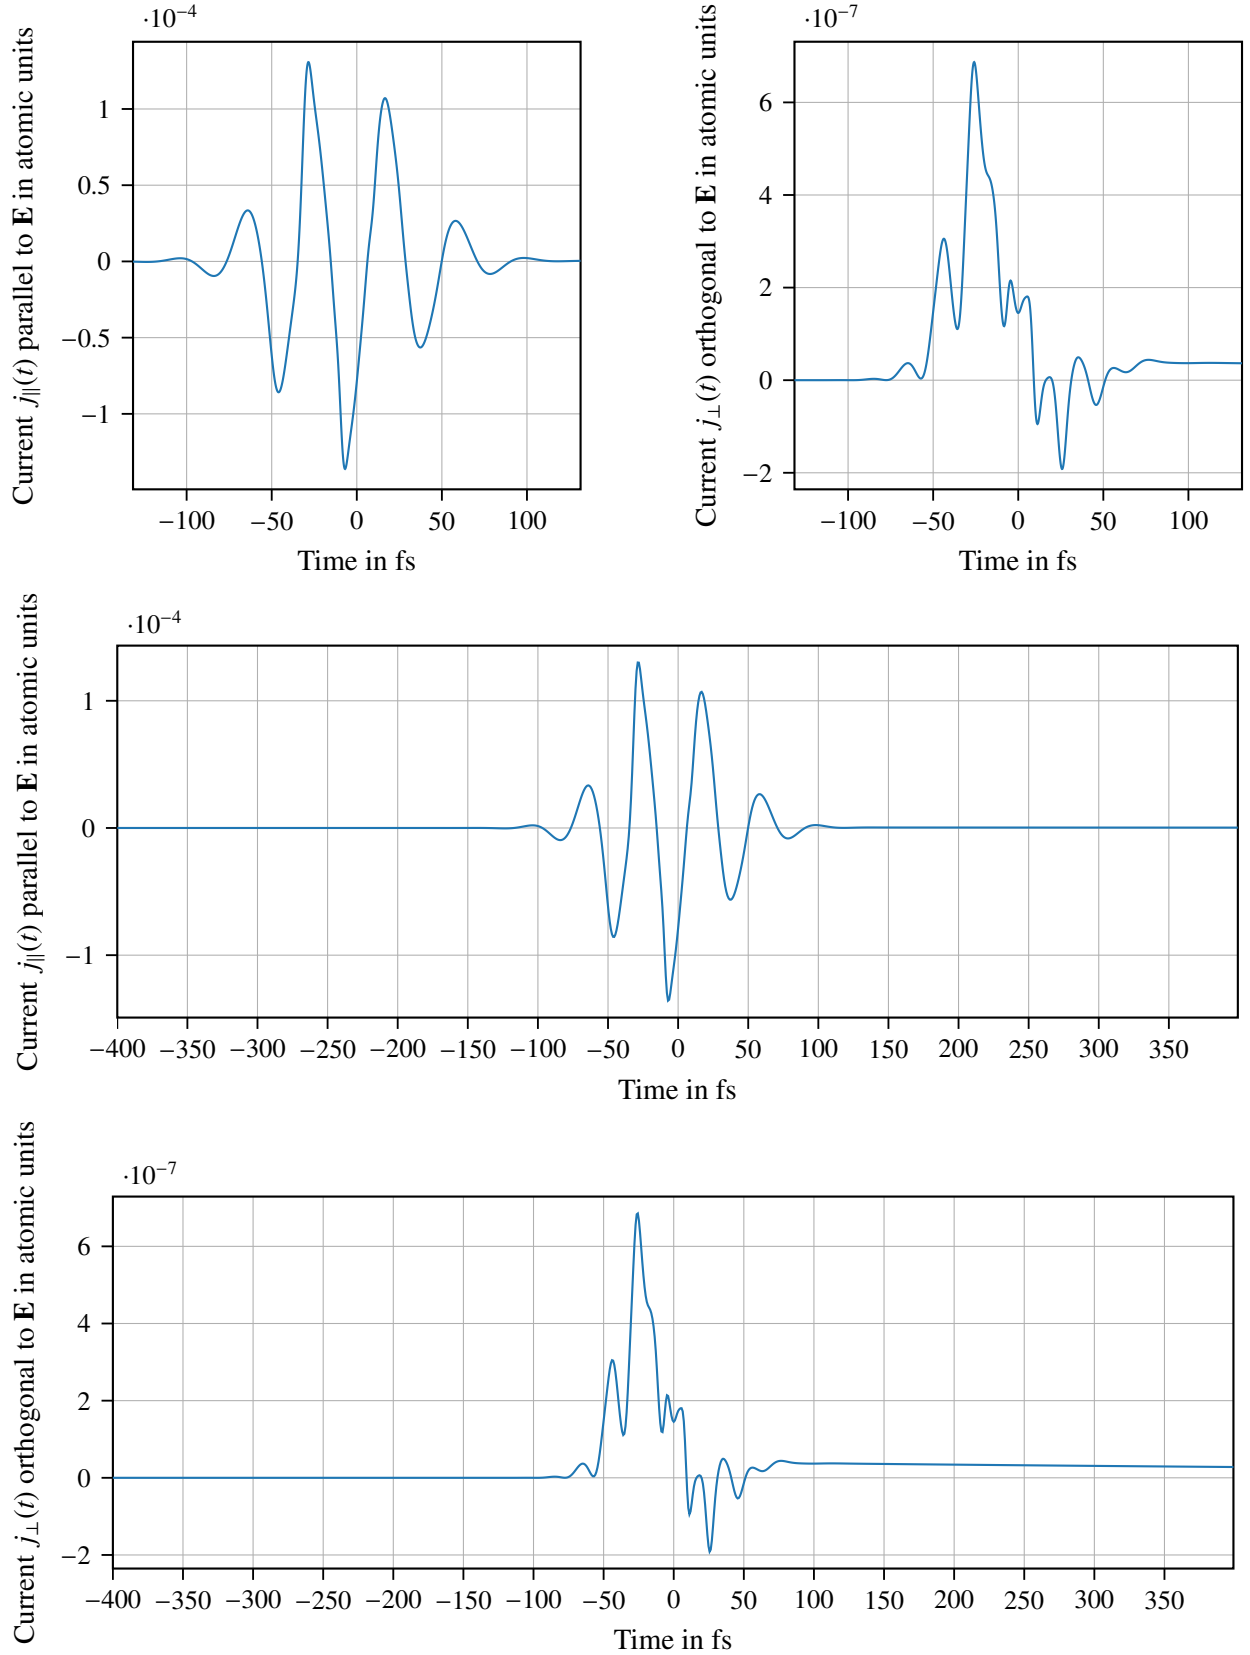 ·10⁻⁴
Current j∥(t) parallel to E in atomic units
1
0.5
0
−0.5
−1
−100 −50 0 50 100
Time in fs
·10⁻⁷
Current j⊥(t) orthogonal to E in atomic units
6
4
2
0
−2
−100 −50 0 50 100
Time in fs
·10⁻⁴
Current j∥(t) parallel to E in atomic units
1
0
−1
−400 −350 −300 −250 −200 −150 −100 −50 0 50 100 150 200 250 300 350
Time in fs
·10⁻⁷
Current j⊥(t) orthogonal to E in atomic units
6
4
2
0
−2
−400 −350 −300 −250 −200 −150 −100 −50 0 50 100 150 200 250 300 350
Time in fs